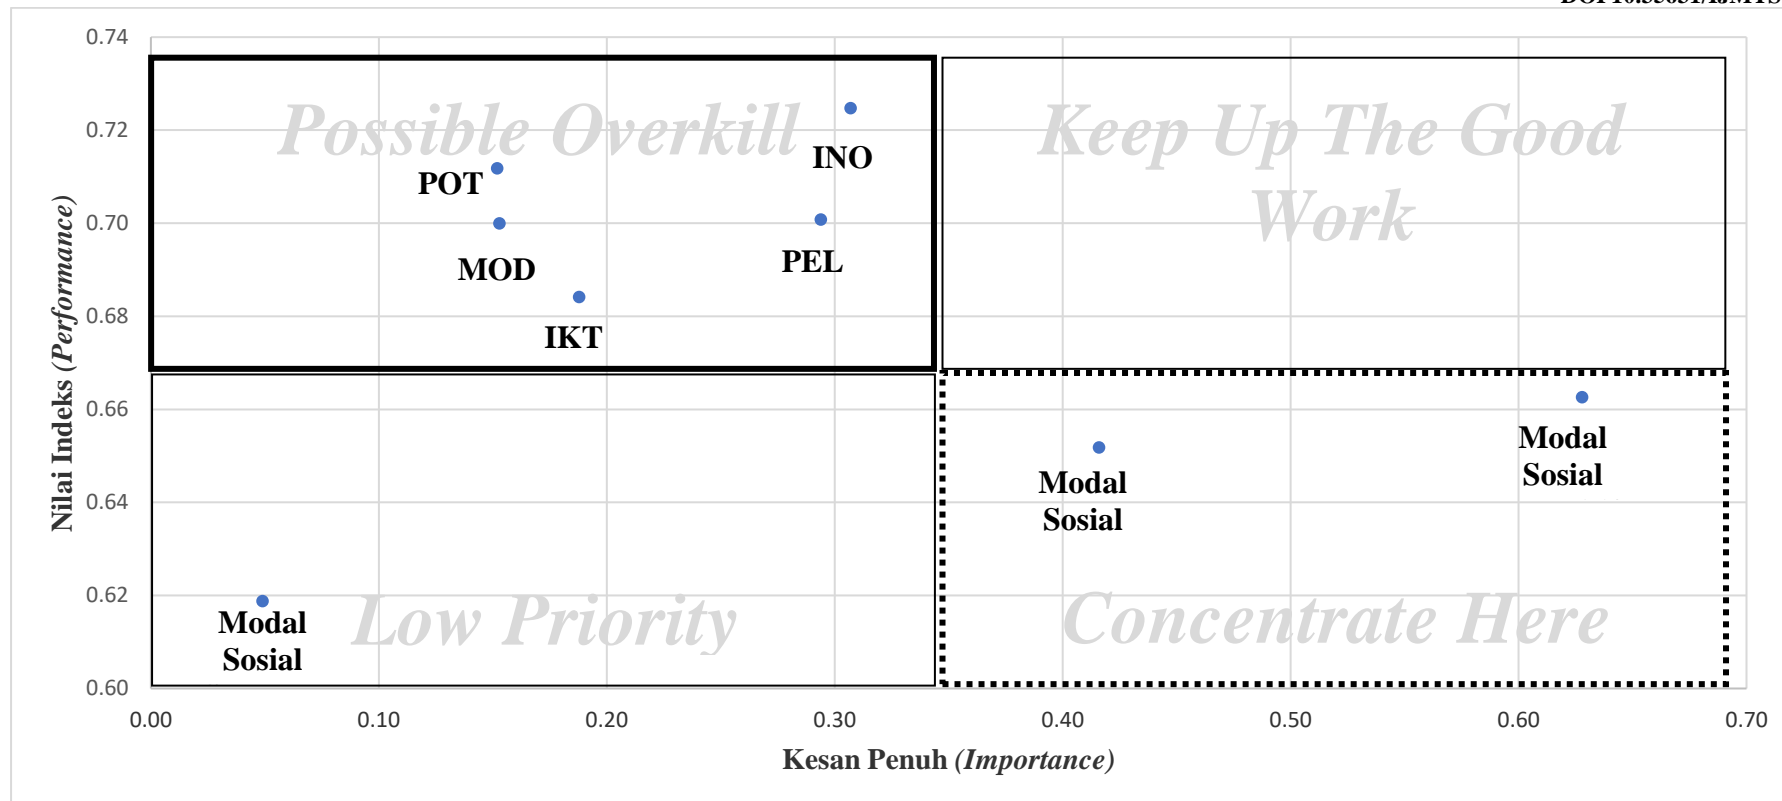 0.74
0.72
0.70
0.68
0.66
0.64
0.62
0.60
Nilai Indeks (Performance)
Possible Overkill
Keep Up The Good
Work
INO
POT
MOD
PEL
IKT
Modal
Sosial
Modal
Sosial
Modal
Sosial
Low Priority
Concentrate Here
0.00 0.10 0.20 0.30 0.40 0.50 0.60 0.70
Kesan Penuh (Importance)